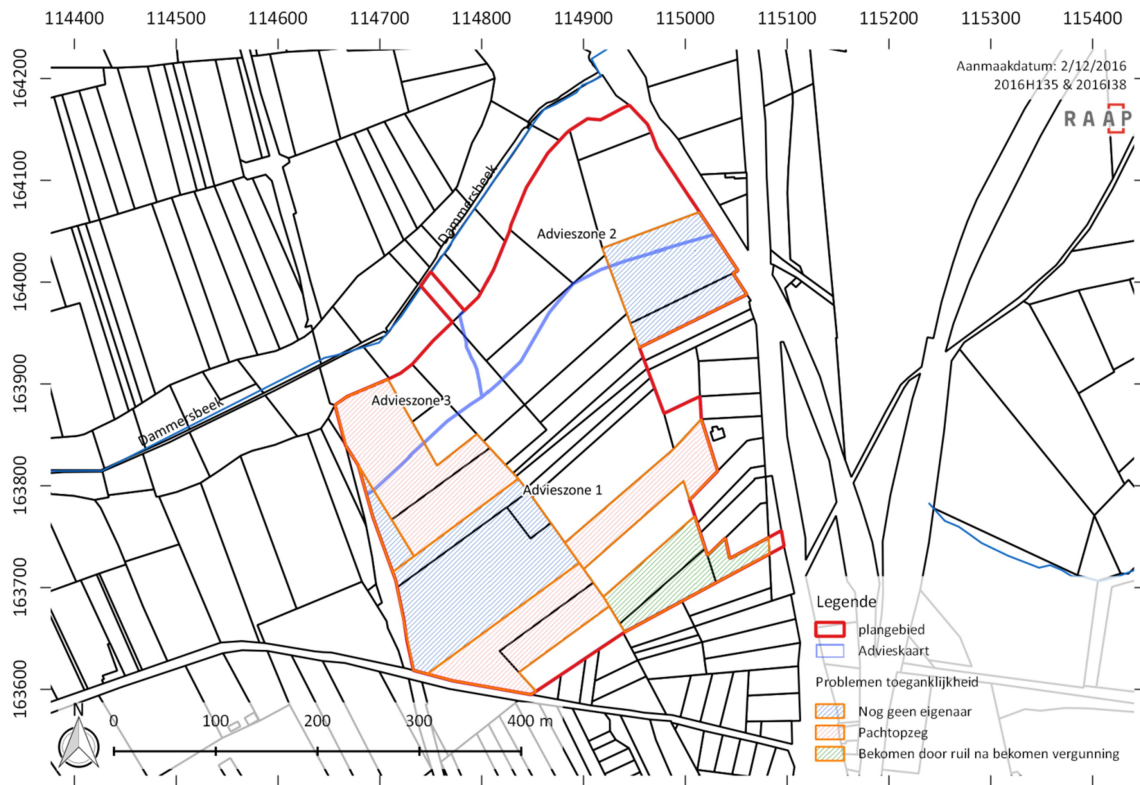 114400 114500 114600 114700 114800 114900 115000 115100 115200 115300 115400
164200
164100
164000
163900
163800
163700
163600
Aanmaakdatum: 2/12/2016
2016H135 & 2016I38
RAAP
Dammersbeek
Advieszone 2
Advieszone 3
Dammersbeek
Advieszone 1
Legende
plangebied
Advieskaart
Problemen toeganklijkheid
Nog geen eigenaar
Pachtopzeg
Bekomen door ruil na bekomen vergunning
N
0 100 200 300 400 m